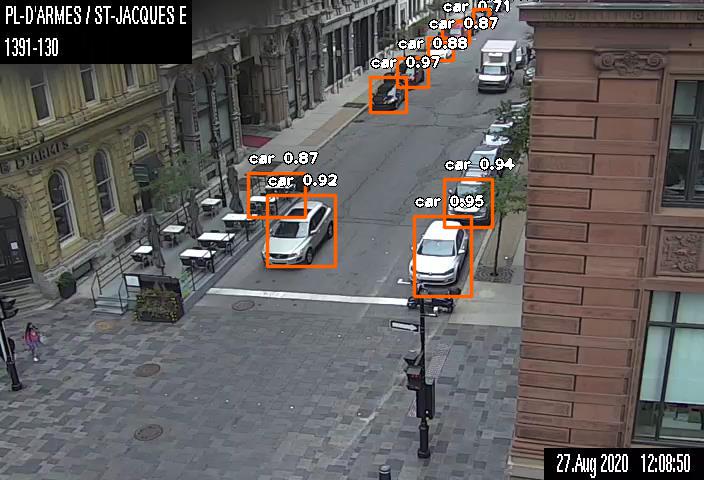 PL-D'ARMES / ST-JACQUES E
1391-130
car 0.71
car 0.87
car 0.88
car 0.97
car 0.87
car 0.92
car 0.94
car 0.95
D'ARMES
27.Aug 2020 12:08:50